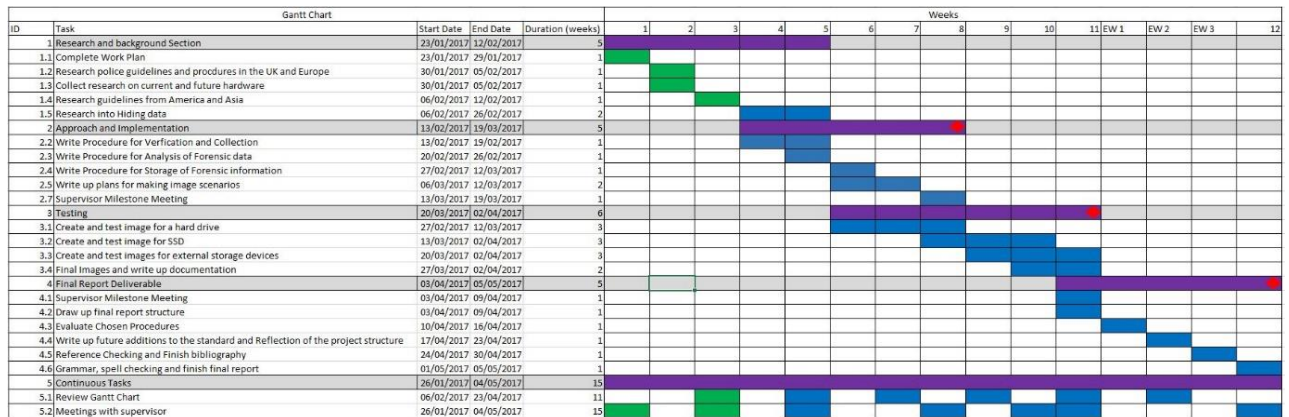 Gantt Chart Weeks
ID Task Start Date End Date Duration (weeks) 1 2 3 4 5 6 7 8 9 10 11 EW 1 EW 2 EW 3 12
1 Research and background Section 23/01/2017 12/02/2017 5
1.1 Complete Work Plan 23/01/2017 29/01/2017 1
1.2 Research police guidelines and procdures in the UK and Europe 30/01/2017 05/02/2017 1
1.3 Collect research on current and future hardware 30/01/2017 05/02/2017 1
1.4 Research guidelines from America and Asia 06/02/2017 12/02/2017 1
1.5 Research into Hiding data 06/02/2017 26/02/2017 2
2 Approach and Implementation 13/02/2017 19/03/2017 5
2.2 Write Procedure for Verfication and Collection 13/02/2017 19/02/2017 1
2.3 Write Procedure for Analysis of Forensic data 20/02/2017 26/02/2017 1
2.4 Write Procedure for Storage of Forensic information 27/02/2017 12/03/2017 1
2.5 Write up plans for making image scenarios 06/03/2017 12/03/2017 2
2.7 Supervisor Milestone Meeting 13/03/2017 19/03/2017 1
3 Testing 20/03/2017 02/04/2017 6
3.1 Create and test image for a hard drive 27/02/2017 12/03/2017 3
3.2 Create and test image for SSD 13/03/2017 02/04/2017 3
3.3 Create and test images for external storage devices 20/03/2017 02/04/2017 3
3.4 Final Images and write up documentation 27/03/2017 02/04/2017 2
4 Final Report Deliverable 03/04/2017 05/05/2017 5
4.1 Supervisor Milestone Meeting 03/04/2017 09/04/2017 1
4.2 Draw up final report structure 03/04/2017 09/04/2017 1
4.3 Evaluate Chosen Procedures 10/04/2017 16/04/2017 1
4.4 Write up future additions to the standard and Reflection of the project structure 17/04/2017 23/04/2017 1
4.5 Reference Checking and Finish bibliography 24/04/2017 30/04/2017 1
4.6 Grammar, spell checking and finish final report 01/05/2017 05/05/2017 1
5 Continuous Tasks 26/01/2017 04/05/2017 15
5.1 Review Gantt Chart 06/02/2017 23/04/2017 11
5.2 Meetings with supervisor 26/01/2017 04/05/2017 15